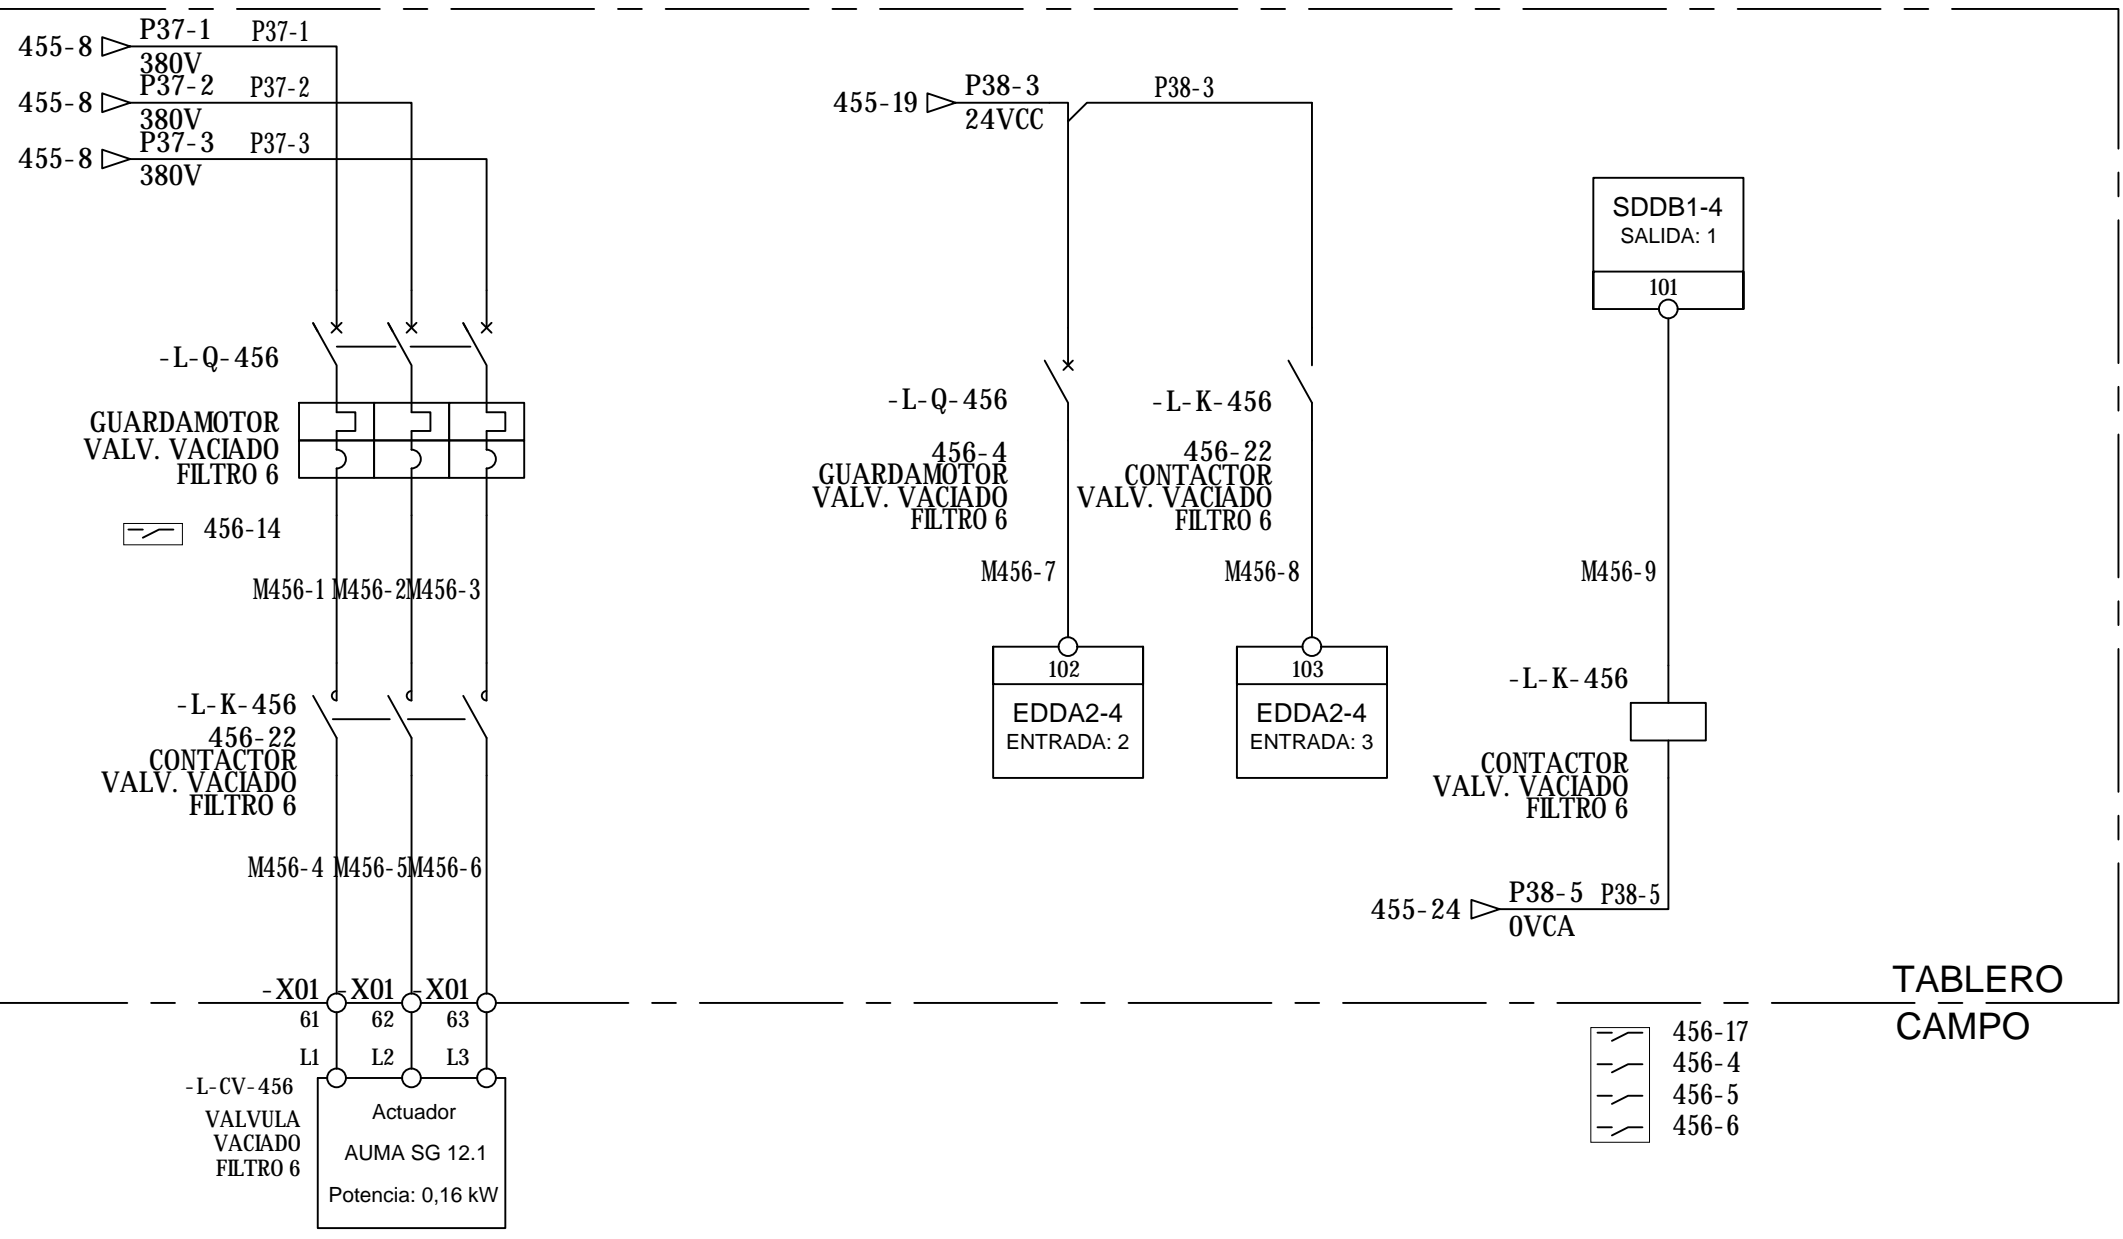 455-8 P37-1 P37-1
380V
455-8 P37-2 P37-2
380V
455-8 P37-3 P37-3
380V
-L-Q-456
GUARDAMOTOR
VALV. VACIADO
FILTRO 6
456-14
M456-1 M456-2 M456-3
-L-K-456
456-22
CONTACTOR
VALV. VACIADO
FILTRO 6
M456-4 M456-5 M456-6
-X01 -X01 -X01
61 62 63
L1 L2 L3
-L-CV-456
VALVULA
VACIADO
FILTRO 6
Actuador
AUMA SG 12.1
Potencia: 0,16 kW
455-19 P38-3 P38-3
24VCC
-L-Q-456
456-4
GUARDAMOTOR
VALV. VACIADO
FILTRO 6
M456-7
102
EDDA2-4
ENTRADA: 2
-L-K-456
456-22
CONTACTOR
VALV. VACIADO
FILTRO 6
M456-8
103
EDDA2-4
ENTRADA: 3
SDDB1-4
SALIDA: 1
101
M456-9
-L-K-456
CONTACTOR
VALV. VACIADO
FILTRO 6
455-24 P38-5 P38-5
0VCA
TABLERO
CAMPO
456-17
456-4
456-5
456-6